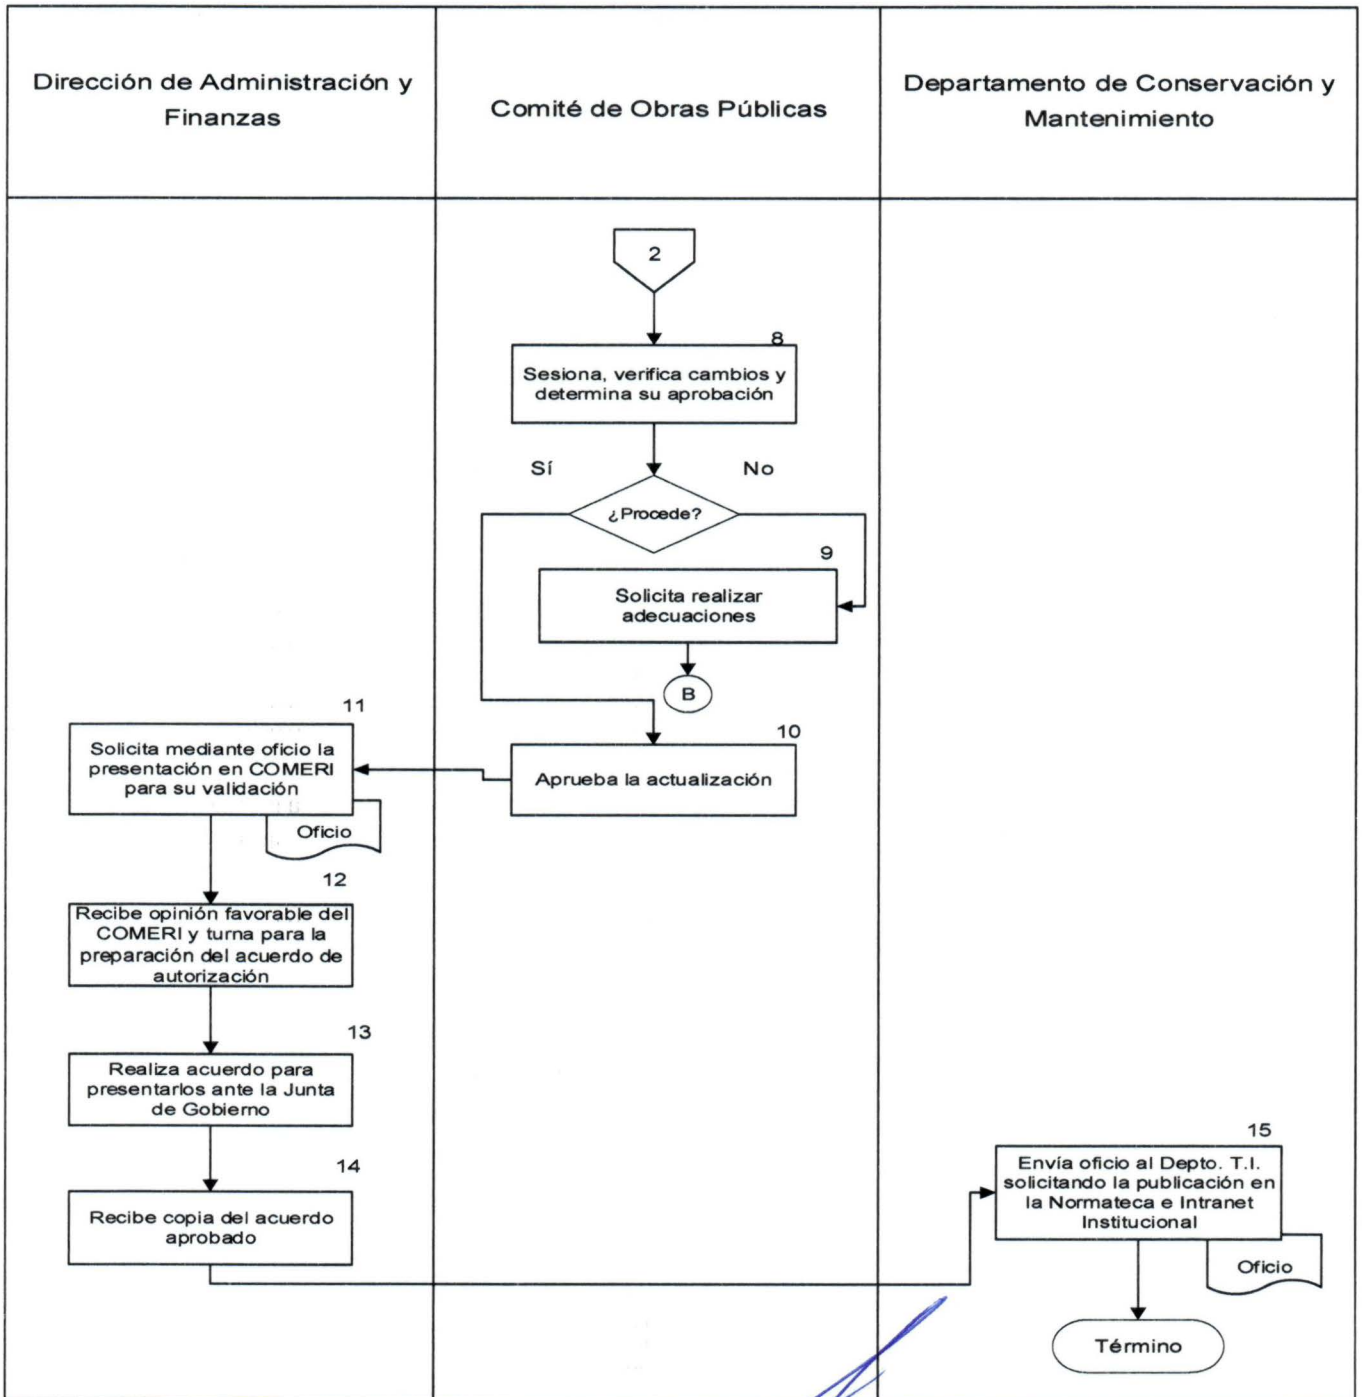 Dirección de Administración y
Finanzas
Comité de Obras Públicas
Departamento de Conservación y
Mantenimiento
2
8
Sesiona, verifica cambios y
determina su aprobación
Sí
No
¿Procede?
9
Solicita realizar
adecuaciones
B
10
Aprueba la actualización
11
Solicita mediante oficio la
presentación en COMERI
para su validación
Oficio
12
Recibe opinión favorable del
COMERI y turna para la
preparación del acuerdo de
autorización
13
Realiza acuerdo para
presentarlos ante la Junta
de Gobierno
14
Recibe copia del acuerdo
aprobado
15
Envía oficio al Depto. T.I.
solicitando la publicación en
la Normateca e Intranet
Institucional
Oficio
Término